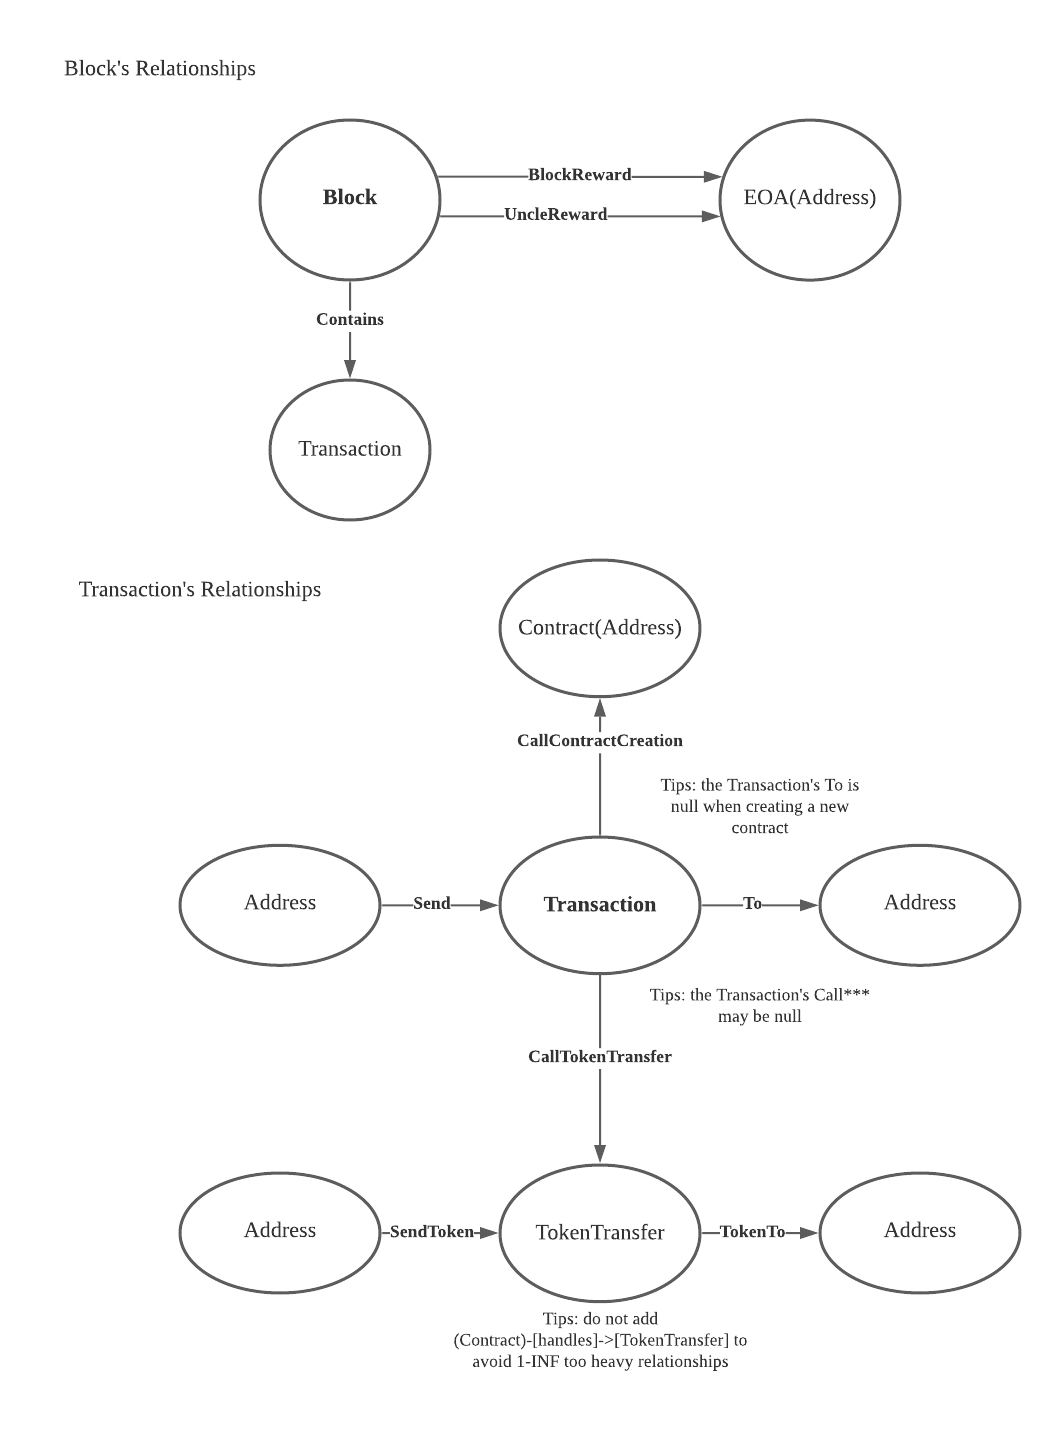 Block's Relationships
Block
BlockReward
EOA(Address)
UncleReward
Contains
Transaction
Transaction's Relationships
Contract(Address)
CallContractCreation
Tips: the Transaction's To is
null when creating a new
contract
Address
Send
Transaction
To
Address
Tips: the Transaction's Call***
may be null
CallTokenTransfer
Address
SendToken
TokenTransfer
TokenTo
Address
Tips: do not add
(Contract)-[handles]->[TokenTransfer] to
avoid 1-INF too heavy relationships